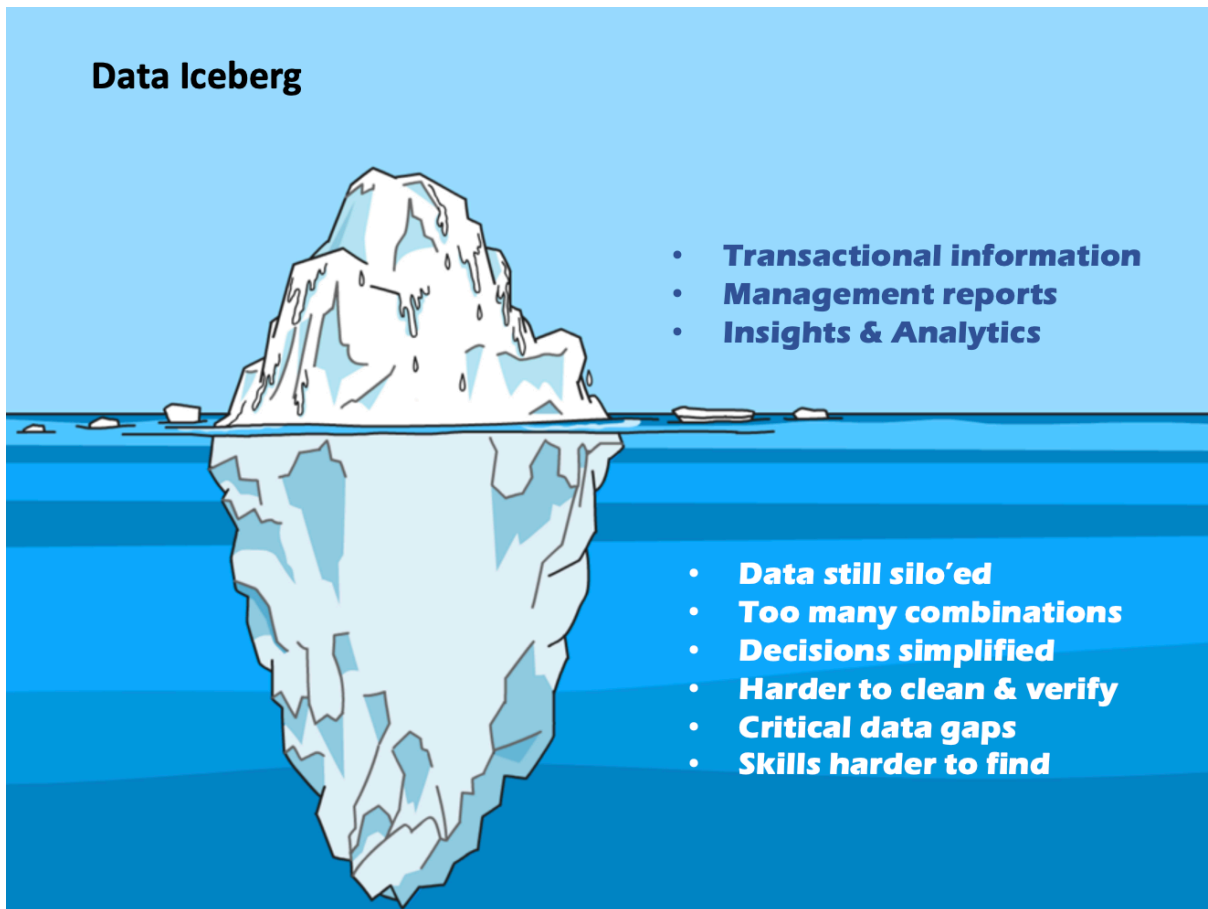 Data Iceberg
• Transactional information
• Management reports
• Insights & Analytics
• Data still silo’ed
• Too many combinations
• Decisions simplified
• Harder to clean & verify
• Critical data gaps
• Skills harder to find